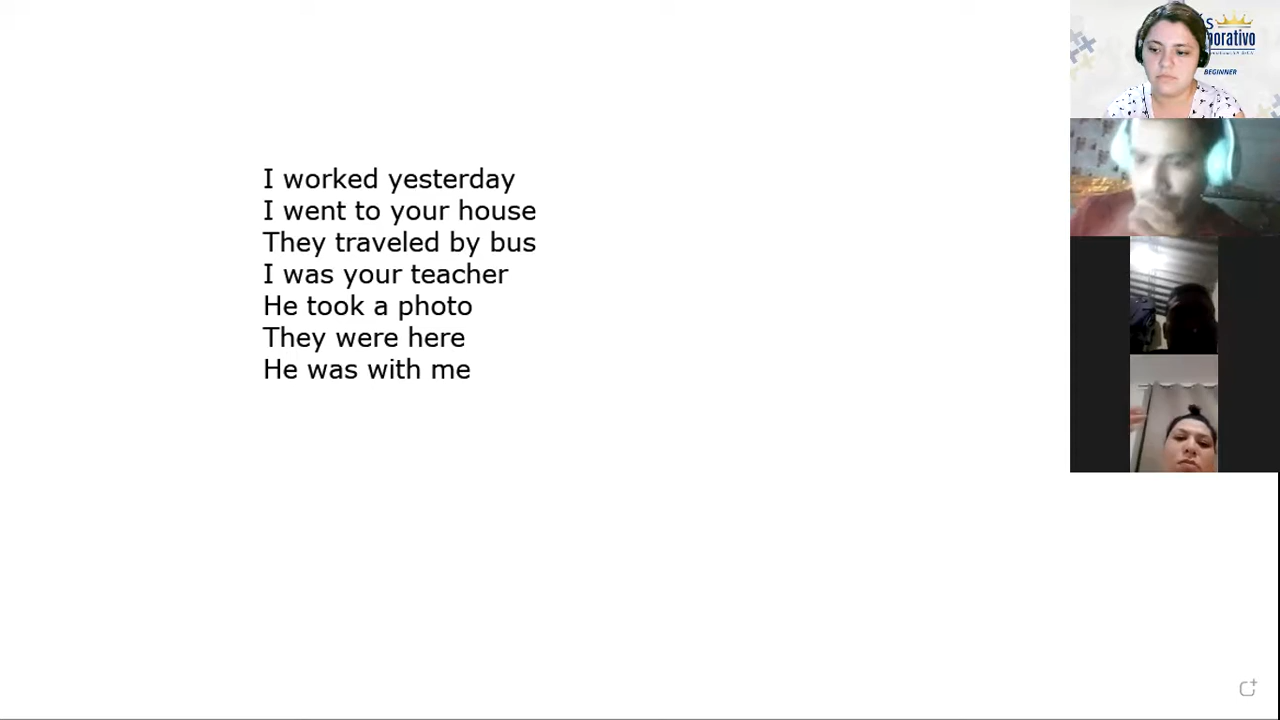 I worked yesterday
I went to your house
They traveled by bus
I was your teacher
He took a photo
They were here
He was with me
BEGINNER